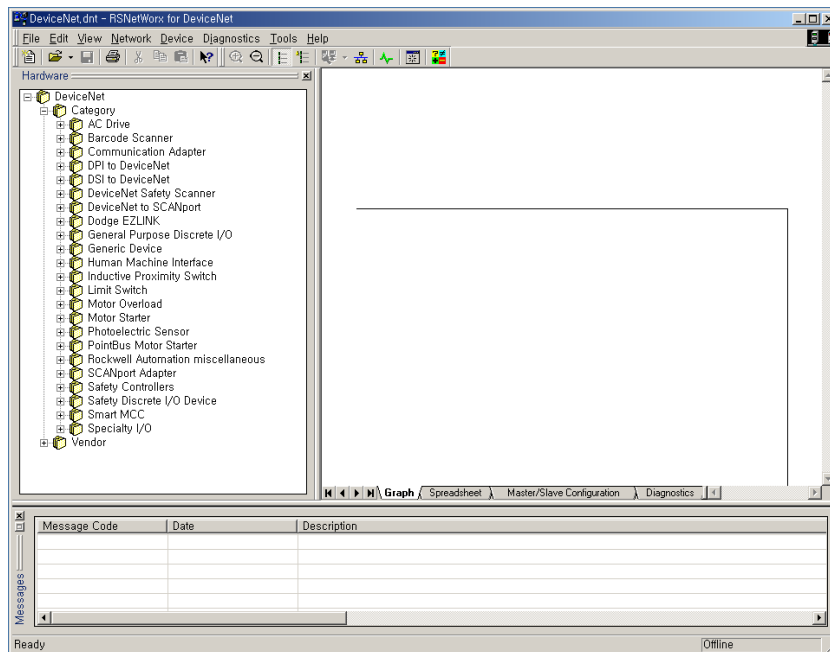 DeviceNet.dnt - RSNetWorx for DeviceNet
File Edit View Network Device Diagnostics Tools Help
Hardware
DeviceNet
Category
AC Drive
Barcode Scanner
Communication Adapter
DPI to DeviceNet
DSI to DeviceNet
DeviceNet Safety Scanner
DeviceNet to SCANport
Dodge EZLINK
General Purpose Discrete I/O
Generic Device
Human Machine Interface
Inductive Proximity Switch
Limit Switch
Motor Overload
Motor Starter
Photoelectric Sensor
PointBus Motor Starter
Rockwell Automation miscellaneous
SCANport Adapter
Safety Controllers
Safety Discrete I/O Device
Smart MCC
Specialty I/O
Vendor
Graph Spreadsheet Master/Slave Configuration Diagnostics
Messages
Message Code Date Description
Ready Offline